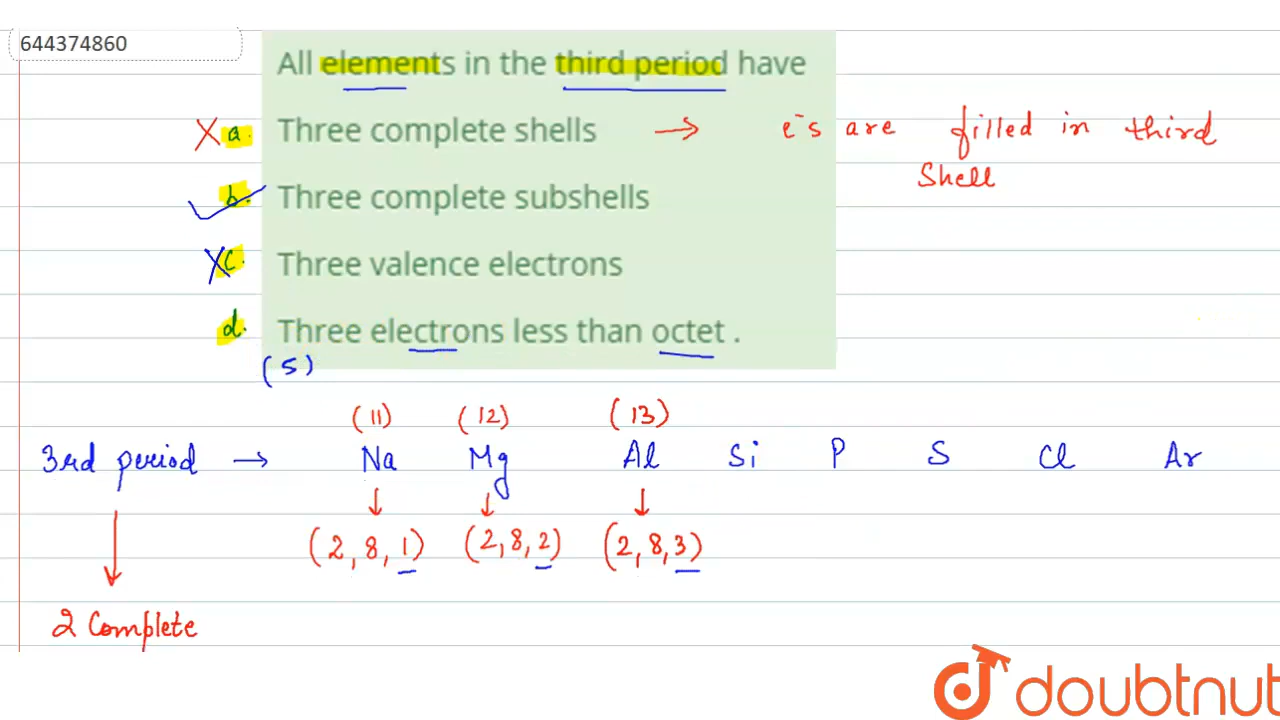 644374860
All elements in the third period have
X a. Three complete shells → e⁻s are filled in third
shell
b. Three complete subshells
X c. Three valence electrons
d. Three electrons less than octet .
(5)
(11) (12) (13)
3rd period → Na Mg Al Si P S Cl Ar
(2,8,1) (2,8,2) (2,8,3)
2 Complete
doubtnut